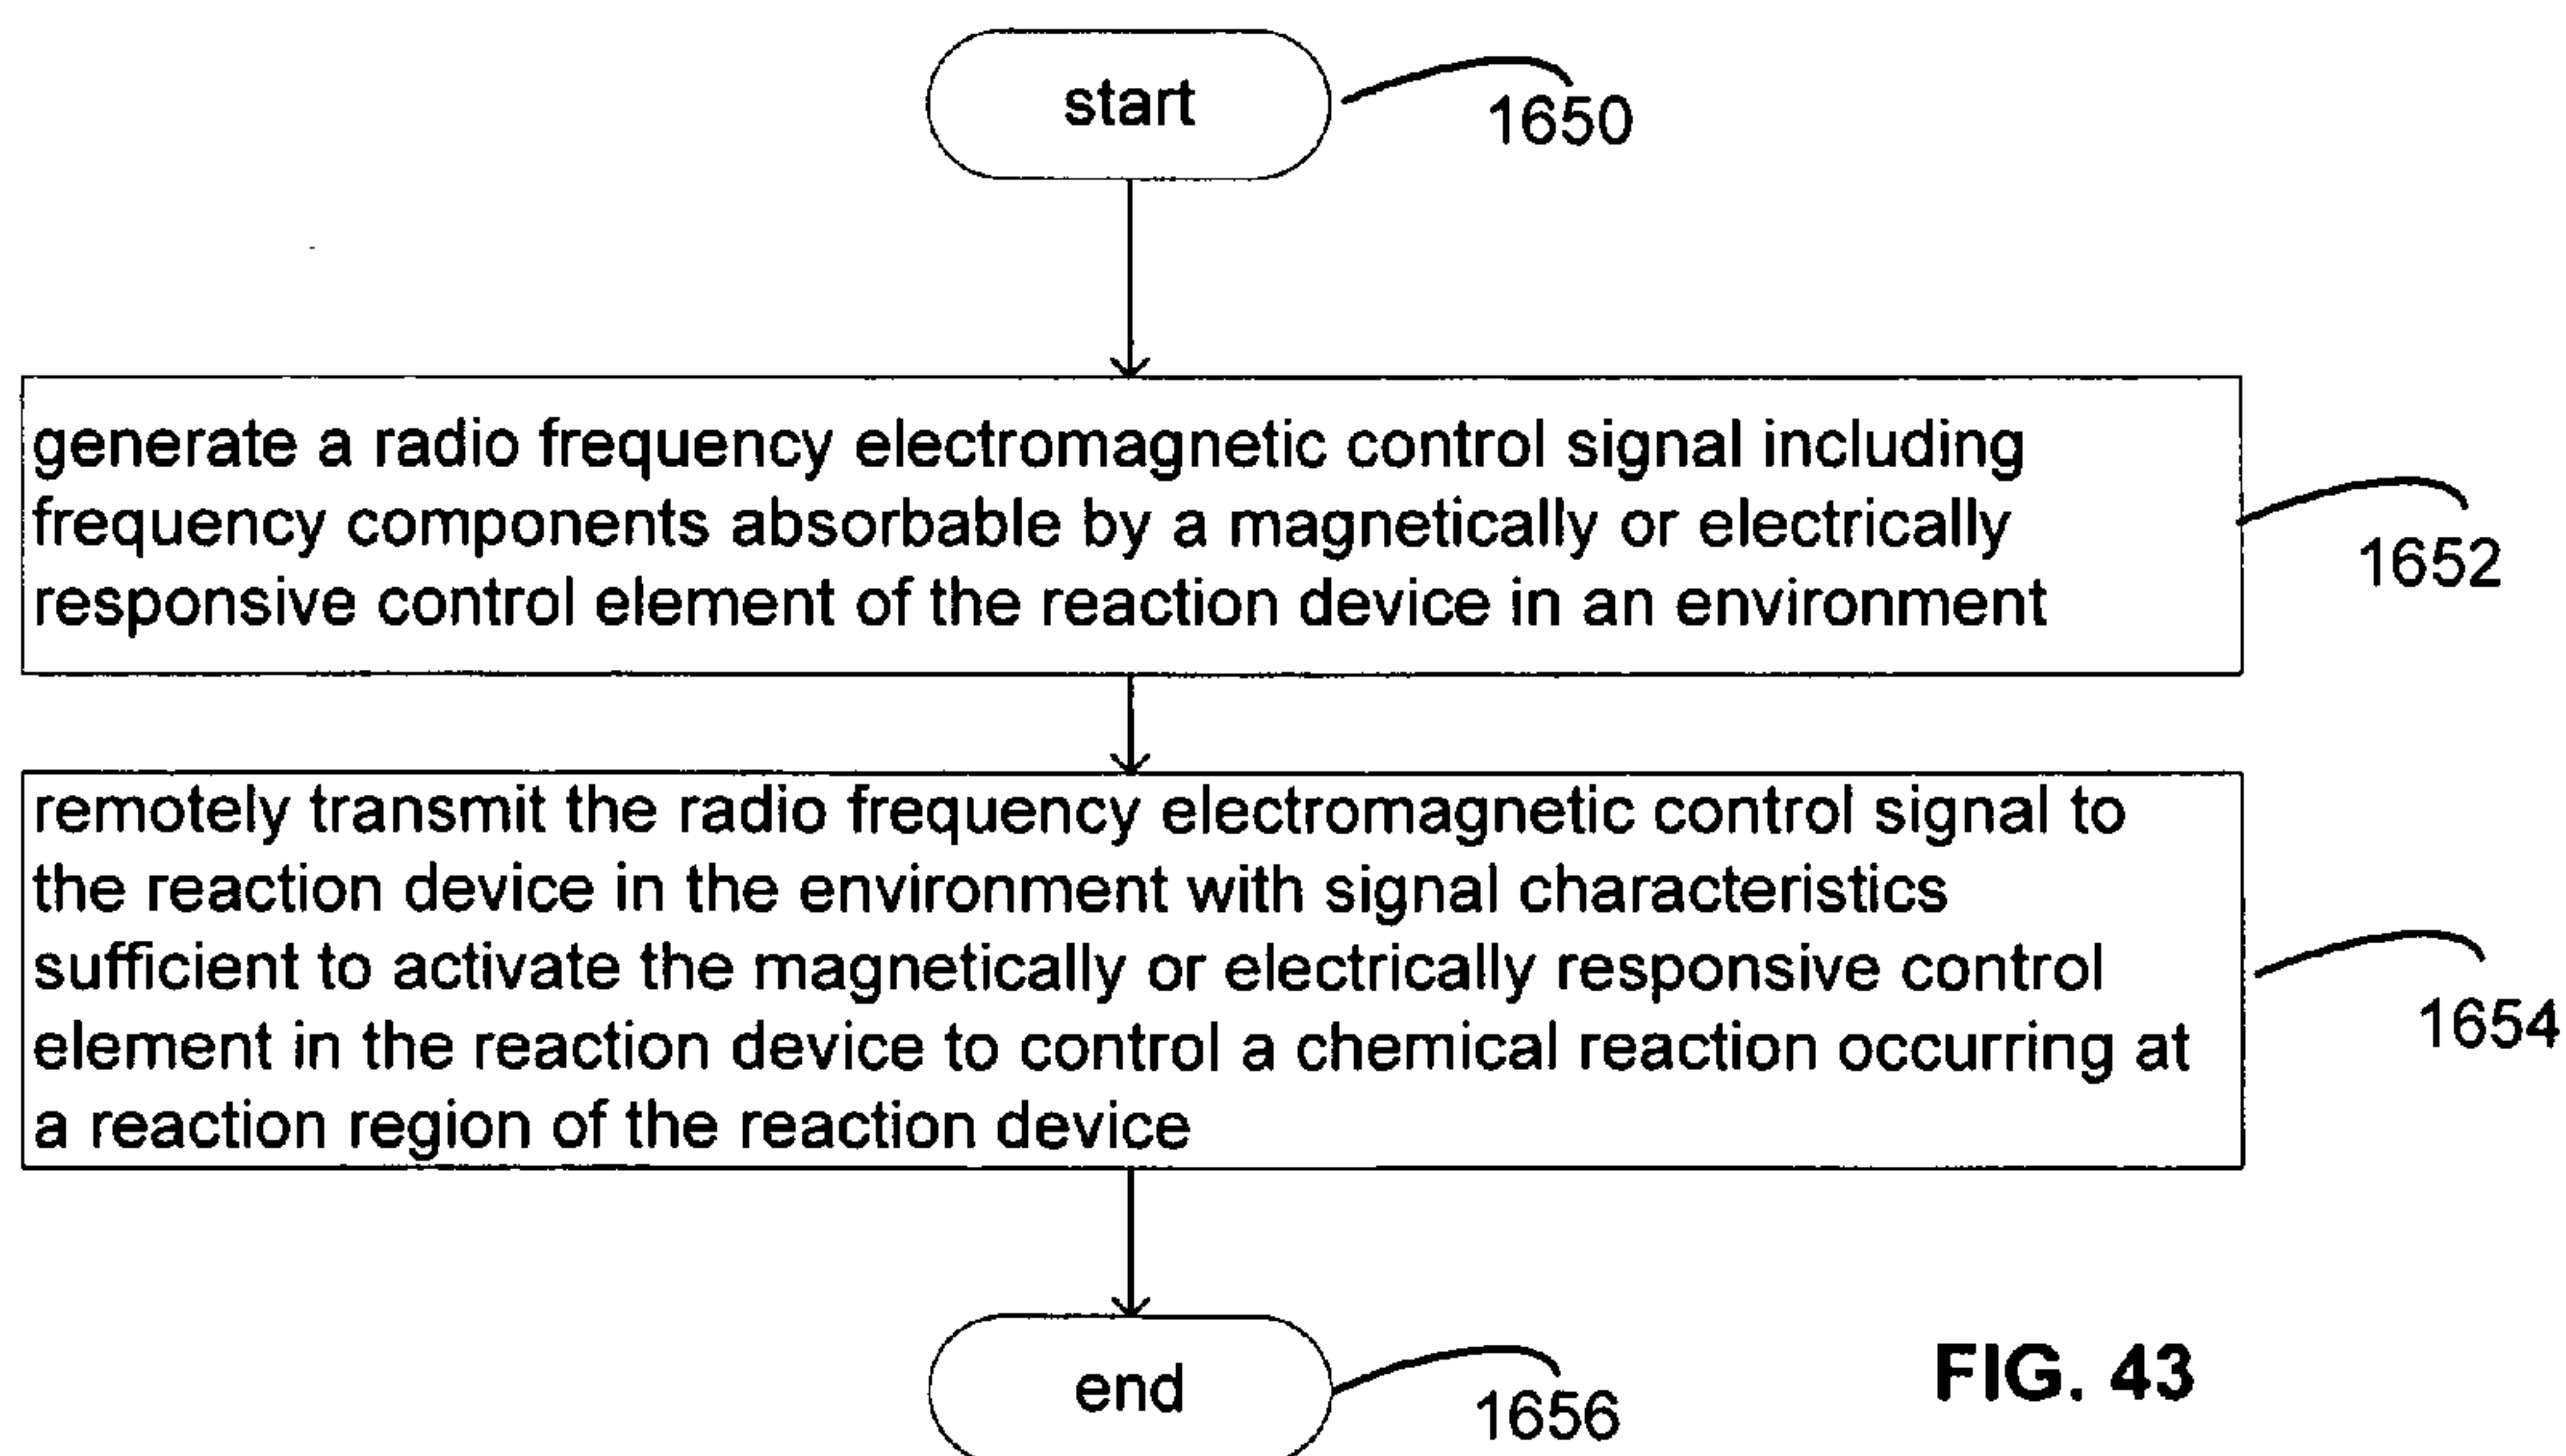 start
1650
generate a radio frequency electromagnetic control signal including
frequency components absorbable by a magnetically or electrically
responsive control element of the reaction device in an environment
1652
remotely transmit the radio frequency electromagnetic control signal to
the reaction device in the environment with signal characteristics
sufficient to activate the magnetically or electrically responsive control
element in the reaction device to control a chemical reaction occurring at
a reaction region of the reaction device
1654
end
1656
FIG. 43